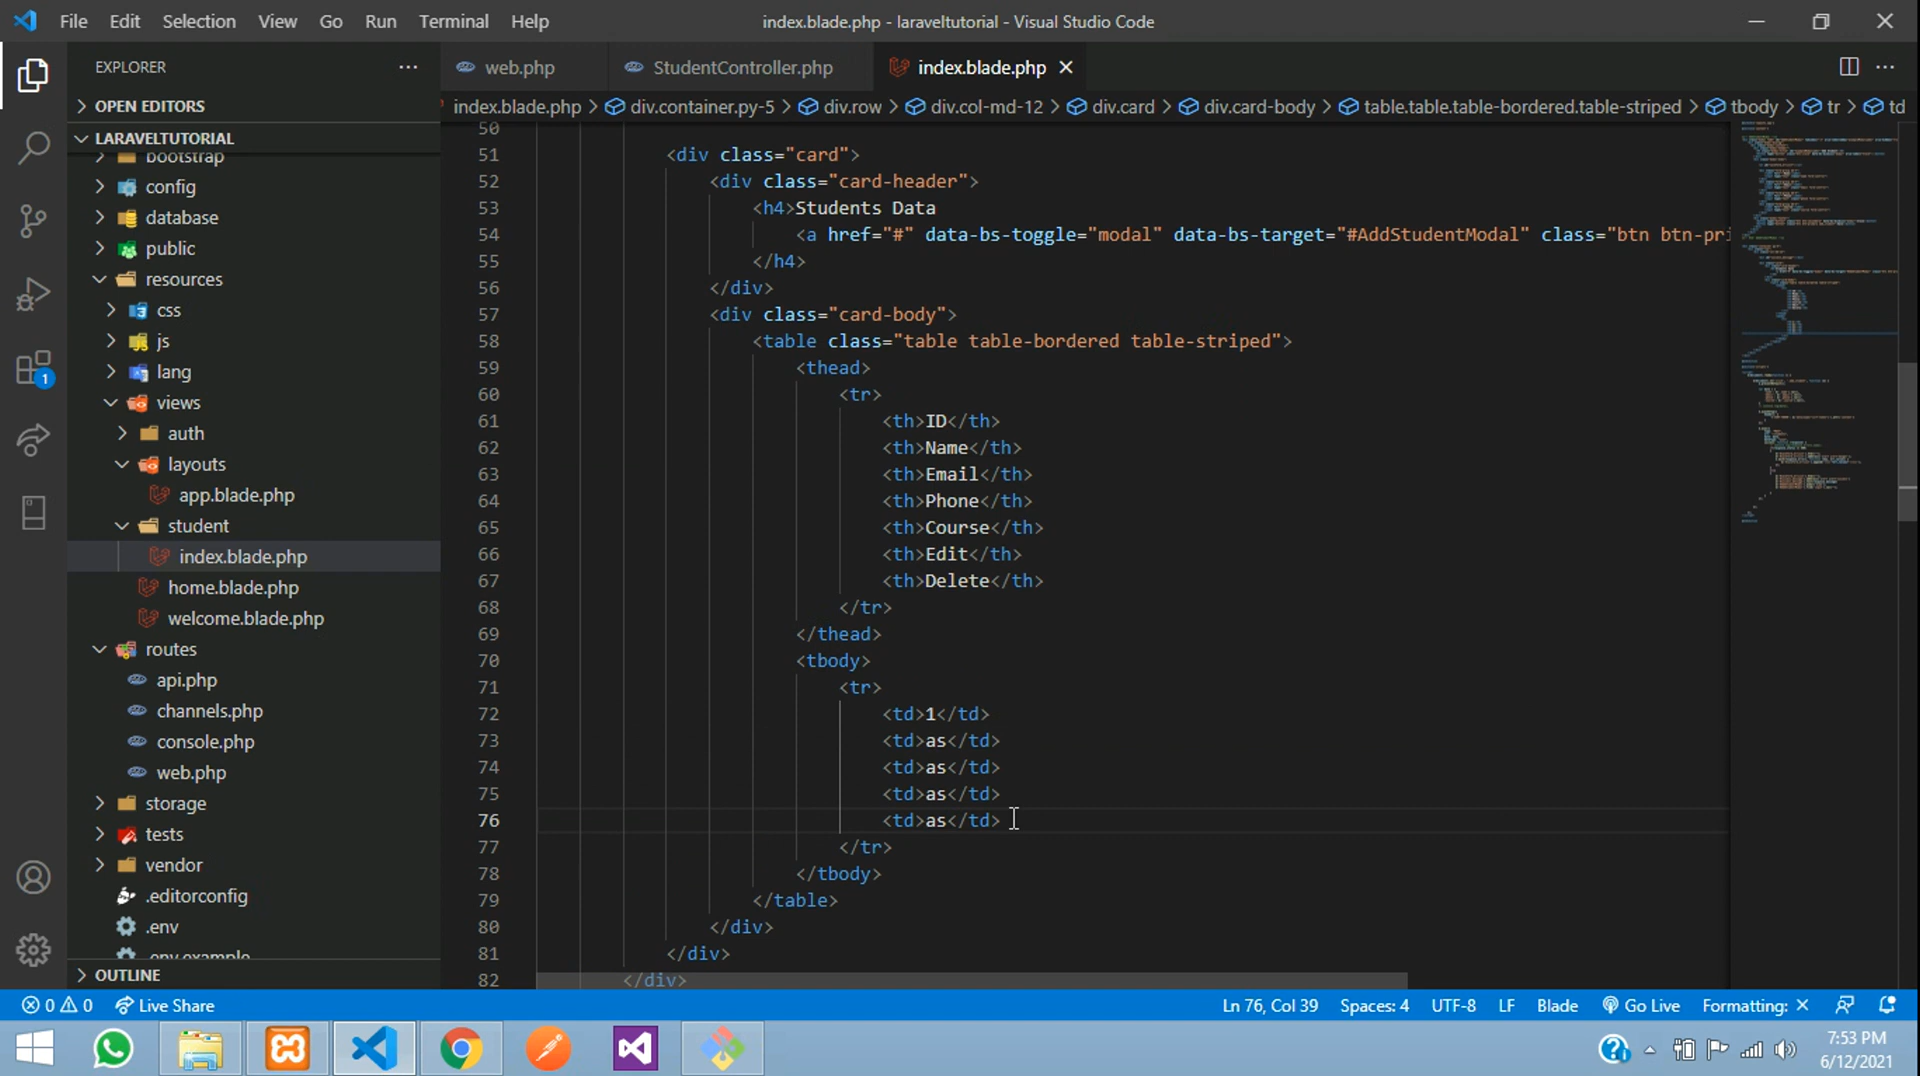 File Edit Selection View Go Run Terminal Help
index.blade.php - laraveltutorial - Visual Studio Code
EXPLORER
web.php StudentController.php index.blade.php
OPEN EDITORS
index.blade.php > div.container.py-5 > div.row > div.col-md-12 > div.card > div.card-body > table.table.table-bordered.table-striped > tbody > tr > td
LARAVELTUTORIAL
bootstrap
config
database
public
resources
css
js
lang
views
auth
layouts
app.blade.php
student
index.blade.php
home.blade.php
welcome.blade.php
routes
api.php
channels.php
console.php
web.php
storage
tests
vendor
.editorconfig
.env
.env.example
OUTLINE
50
51 <div class="card">
52 <div class="card-header">
53 <h4>Students Data
54 <a href="#" data-bs-toggle="modal" data-bs-target="#AddStudentModal" class="btn btn-pri
55 </h4>
56 </div>
57 <div class="card-body">
58 <table class="table table-bordered table-striped">
59 <thead>
60 <tr>
61 <th>ID</th>
62 <th>Name</th>
63 <th>Email</th>
64 <th>Phone</th>
65 <th>Course</th>
66 <th>Edit</th>
67 <th>Delete</th>
68 </tr>
69 </thead>
70 <tbody>
71 <tr>
72 <td>1</td>
73 <td>as</td>
74 <td>as</td>
75 <td>as</td>
76 <td>as</td>
77 </tr>
78 </tbody>
79 </table>
80 </div>
81 </div>
82 </div>
1
0 0 Live Share Ln 76, Col 39 Spaces: 4 UTF-8 LF Blade Go Live Formatting: ×
7:53 PM
6/12/2021